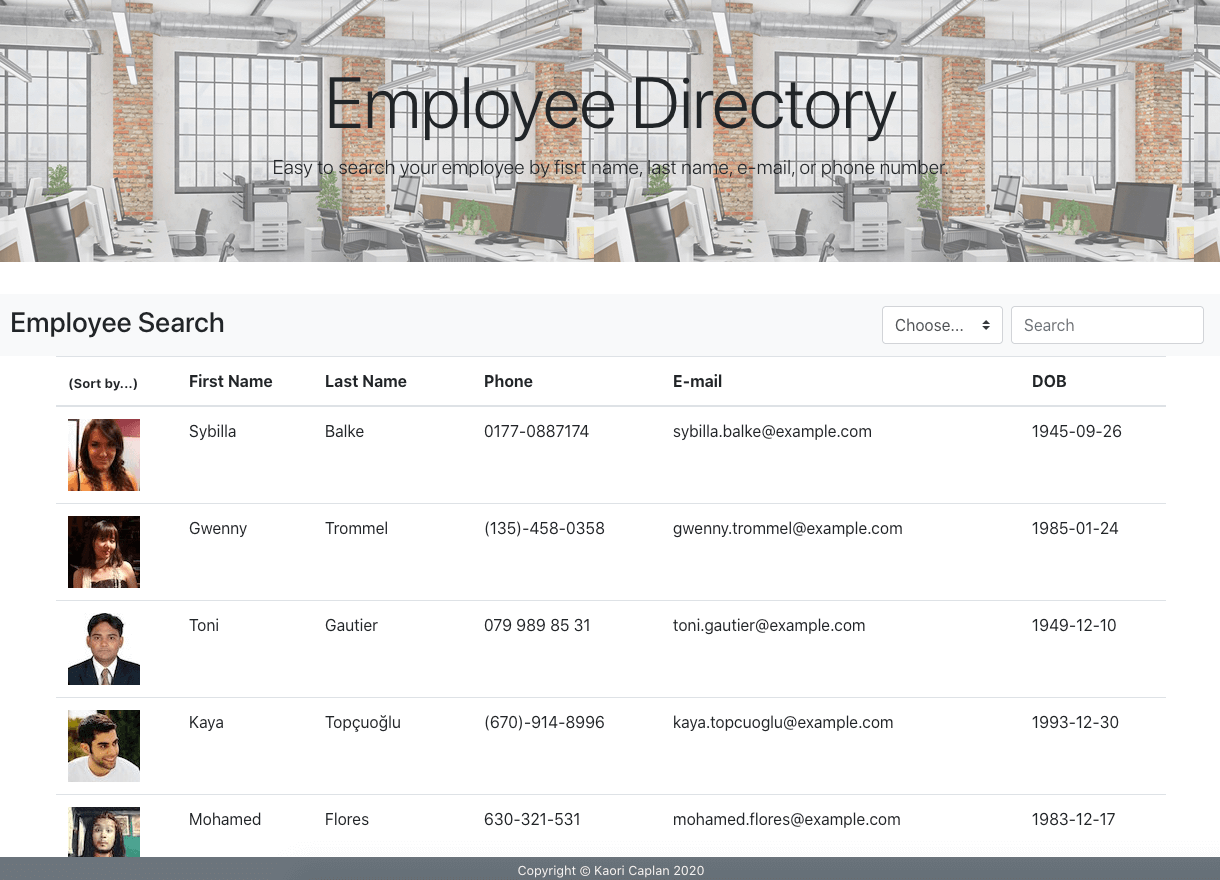 Employee Directory
Easy to search your employee by fisrt name, last name, e-mail, or phone number.
Employee Search
Choose...
Search
(Sort by...) First Name Last Name Phone E-mail DOB
Sybilla Balke 0177-0887174 sybilla.balke@example.com 1945-09-26
Gwenny Trommel (135)-458-0358 gwenny.trommel@example.com 1985-01-24
Toni Gautier 079 989 85 31 toni.gautier@example.com 1949-12-10
Kaya Topçuoğlu (670)-914-8996 kaya.topcuoglu@example.com 1993-12-30
Mohamed Flores 630-321-531 mohamed.flores@example.com 1983-12-17
Copyright © Kaori Caplan 2020